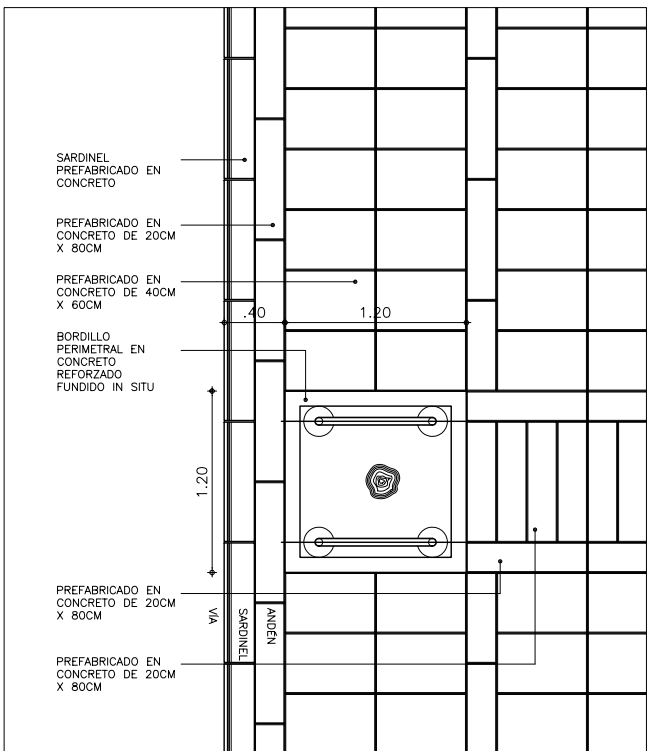 SARDINEL
PREFABRICADO EN
CONCRETO
PREFABRICADO EN
CONCRETO DE 20CM
X 80CM
PREFABRICADO EN
CONCRETO DE 40CM
X 60CM
.40
1.20
BORDILLO
PERIMETRAL EN
CONCRETO
REFORZADO
FUNDIDO IN SITU
1.20
PREFABRICADO EN
CONCRETO DE 20CM
X 80CM
VÍA
SARDINEL
ANDÉN
PREFABRICADO EN
CONCRETO DE 20CM
X 80CM